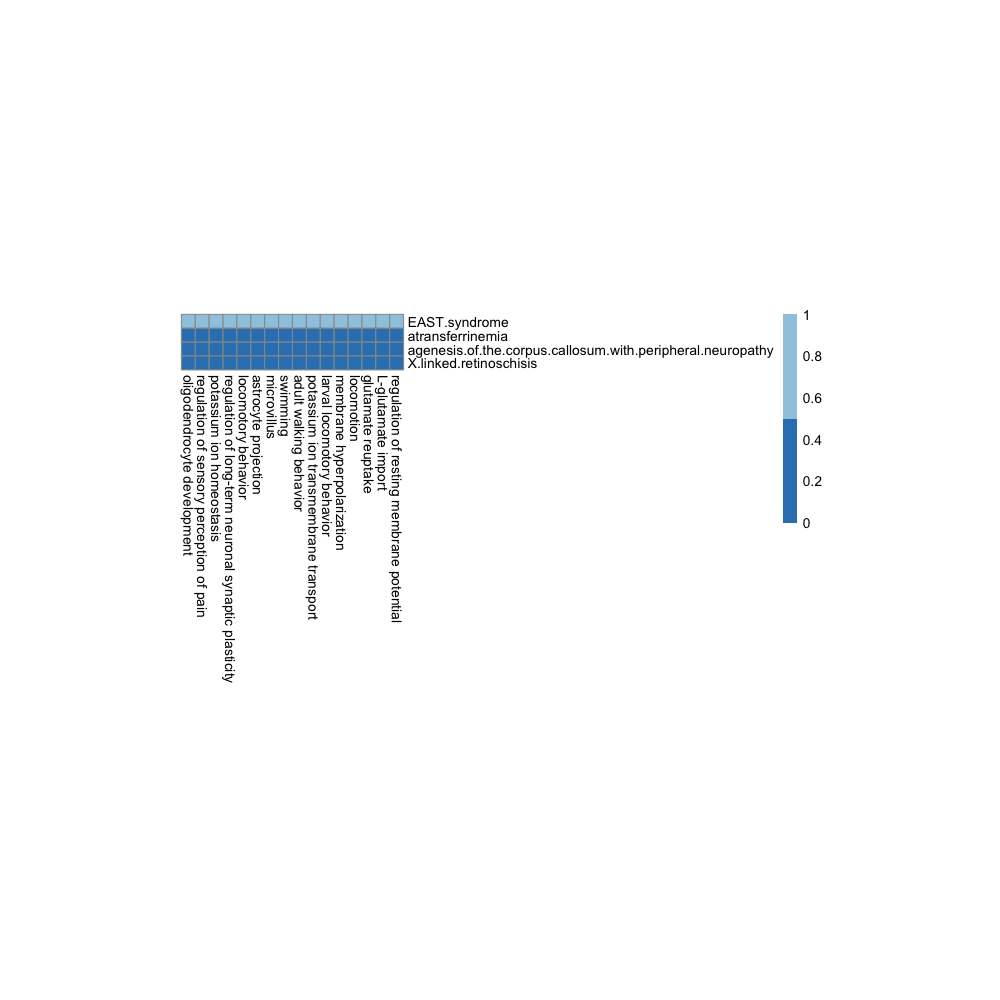 EAST.syndrome
atransferrinemia
agenesis.of.the.corpus.callosum.with.peripheral.neuropathy
X.linked.retinoschisis
oligodendrocyte development
regulation of sensory perception of pain
potassium ion homeostasis
regulation of long-term neuronal synaptic plasticity
locomotory behavior
astrocyte projection
microvillus
swimming
adult walking behavior
potassium ion transmembrane transport
larval locomotory behavior
membrane hyperpolarization
locomotion
glutamate reuptake
L-glutamate import
regulation of resting membrane potential
1
0.8
0.6
0.4
0.2
0